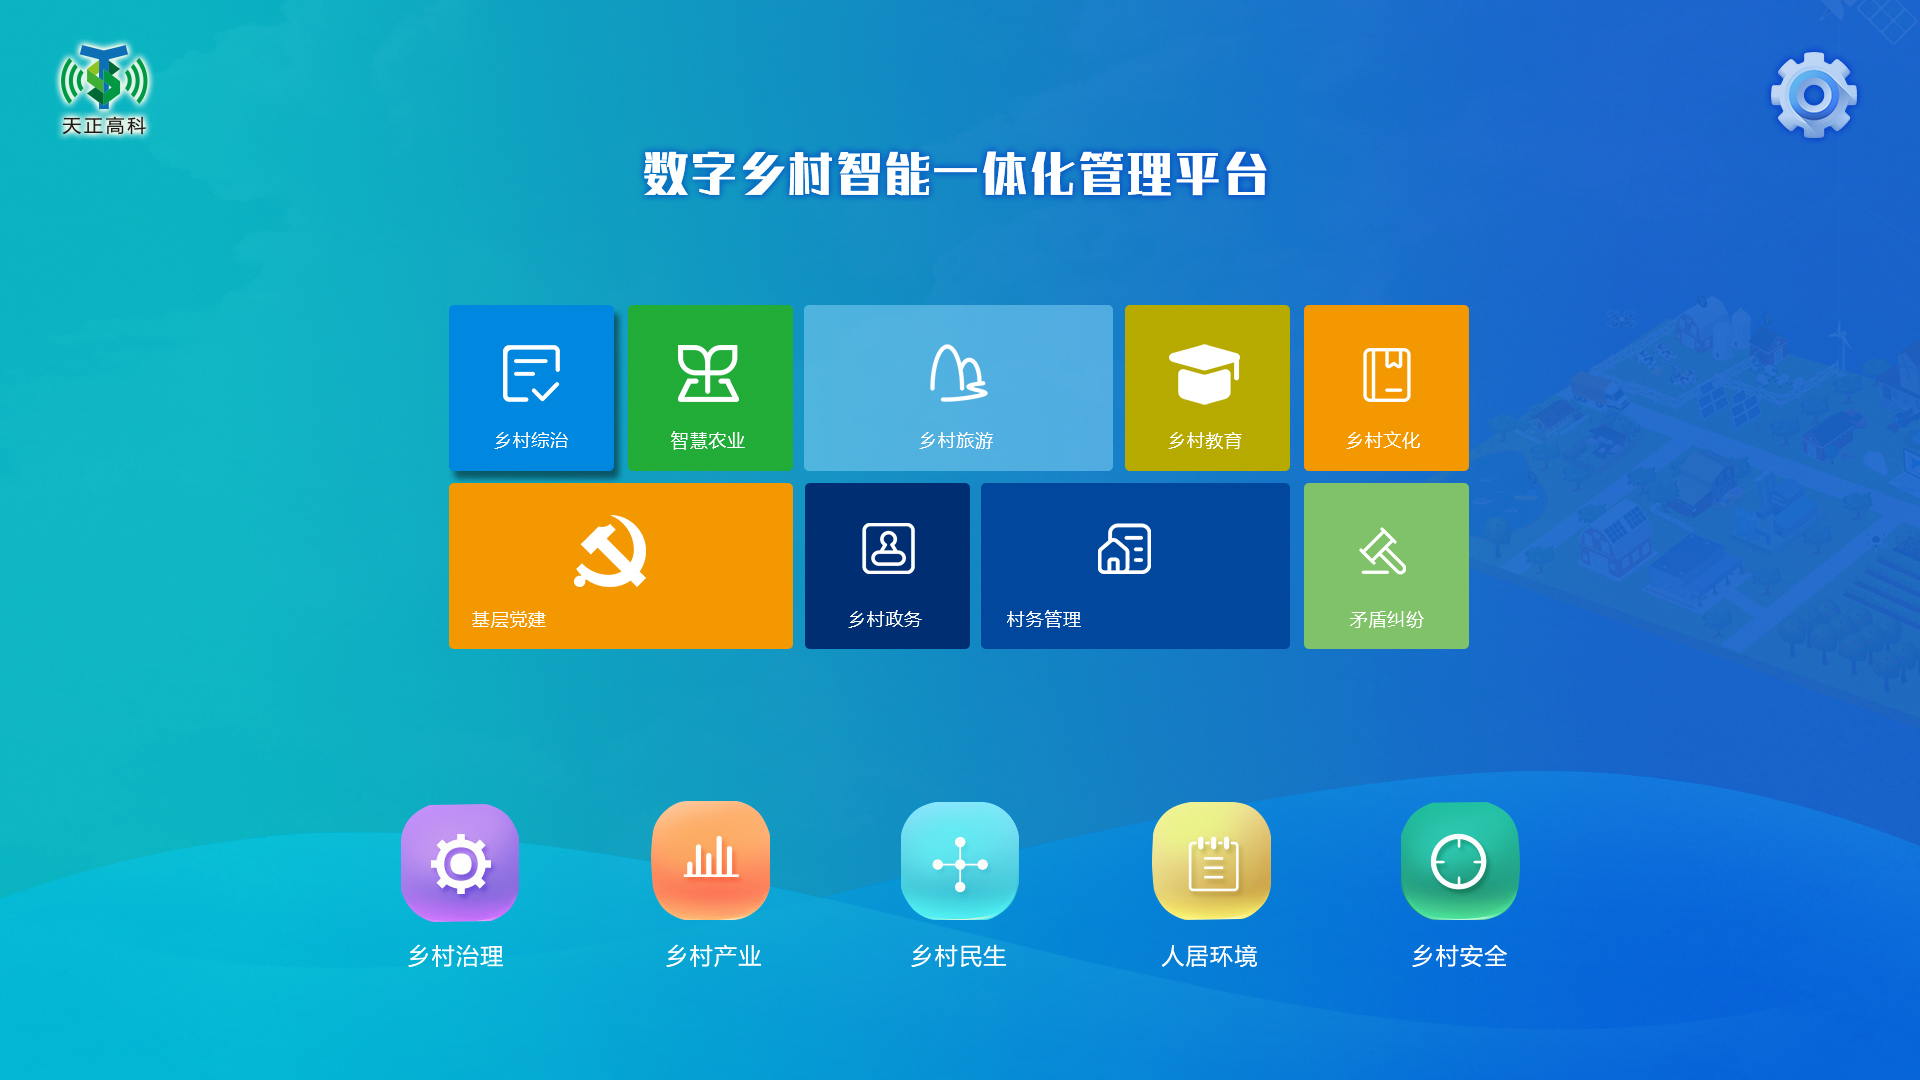 天正高科
数字乡村智能一体化管理平台
乡村综治
智慧农业
乡村旅游
乡村教育
乡村文化
基层党建
乡村政务
村务管理
矛盾纠纷
乡村治理
乡村产业
乡村民生
人居环境
乡村安全